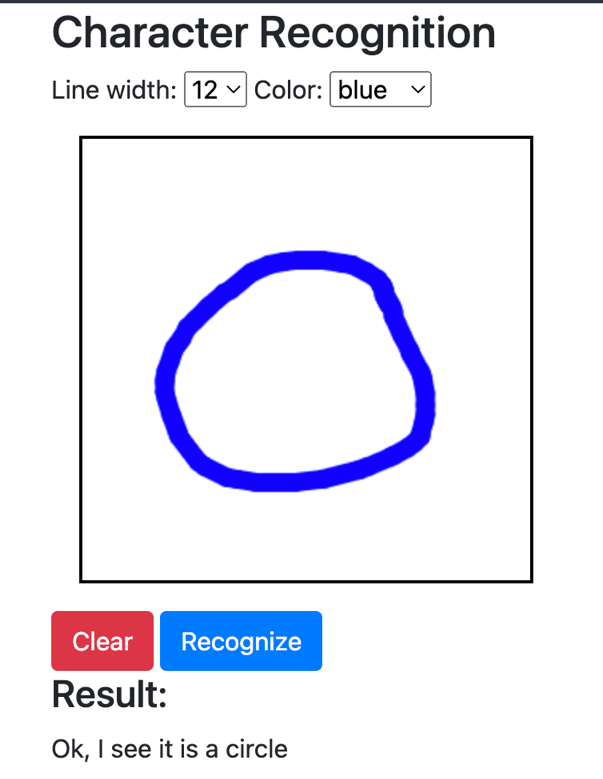 Character Recognition
Line width: 12 Color: blue
Clear Recognize
Result:
Ok, I see it is a circle